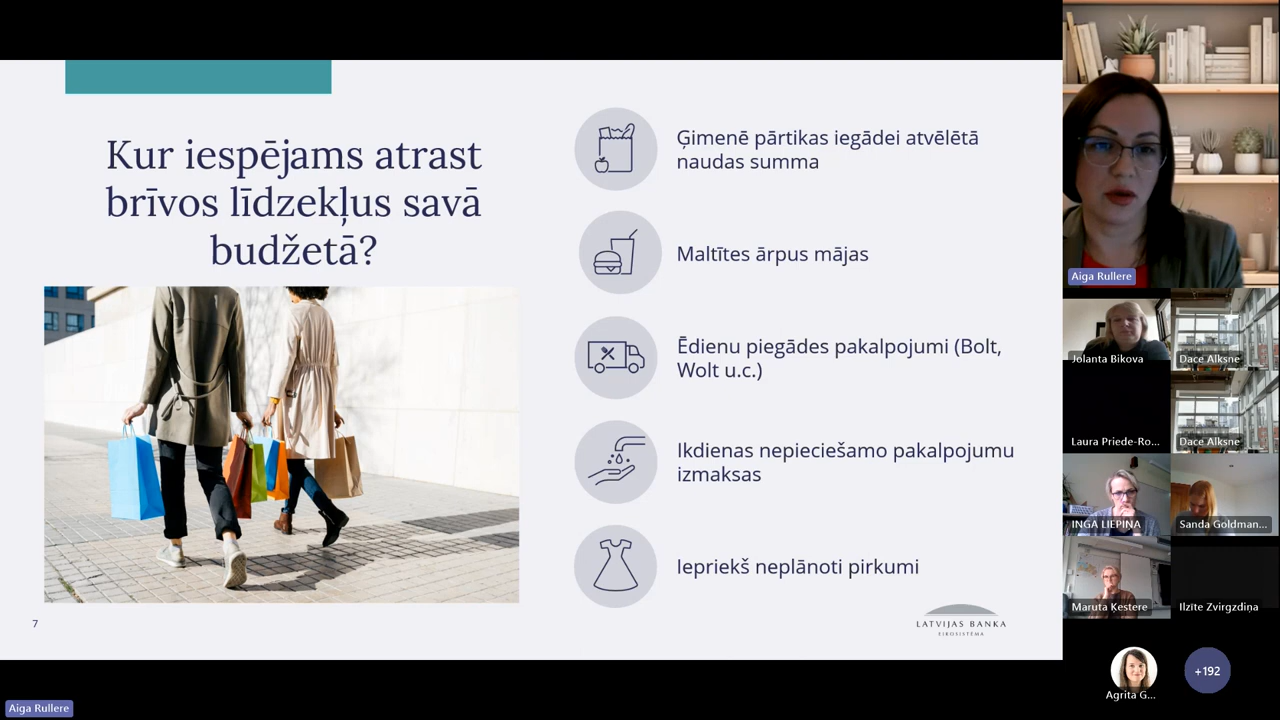 Kur iespējams atrast
brīvos līdzekļus savā
budžetā?
Ģimenē pārtikas iegādei atvēlētā
naudas summa
Maltītes ārpus mājas
Ēdienu piegādes pakalpojumi (Bolt,
Wolt u.c.)
Ikdienas nepieciešamo pakalpojumu
izmaksas
Iepriekš neplānoti pirkumi
7
LATVIJAS BANKA
EIROSISTĒMA
Aiga Rullere
Jolanta Bikova
Dace Alksne
Laura Priede-Ro...
Dace Alksne
INGA LIEPIŅA
Sanda Goldman...
Maruta Ķestere
Ilzīte Zvirgzdiņa
Agrita G...
+192
Aiga Rullere